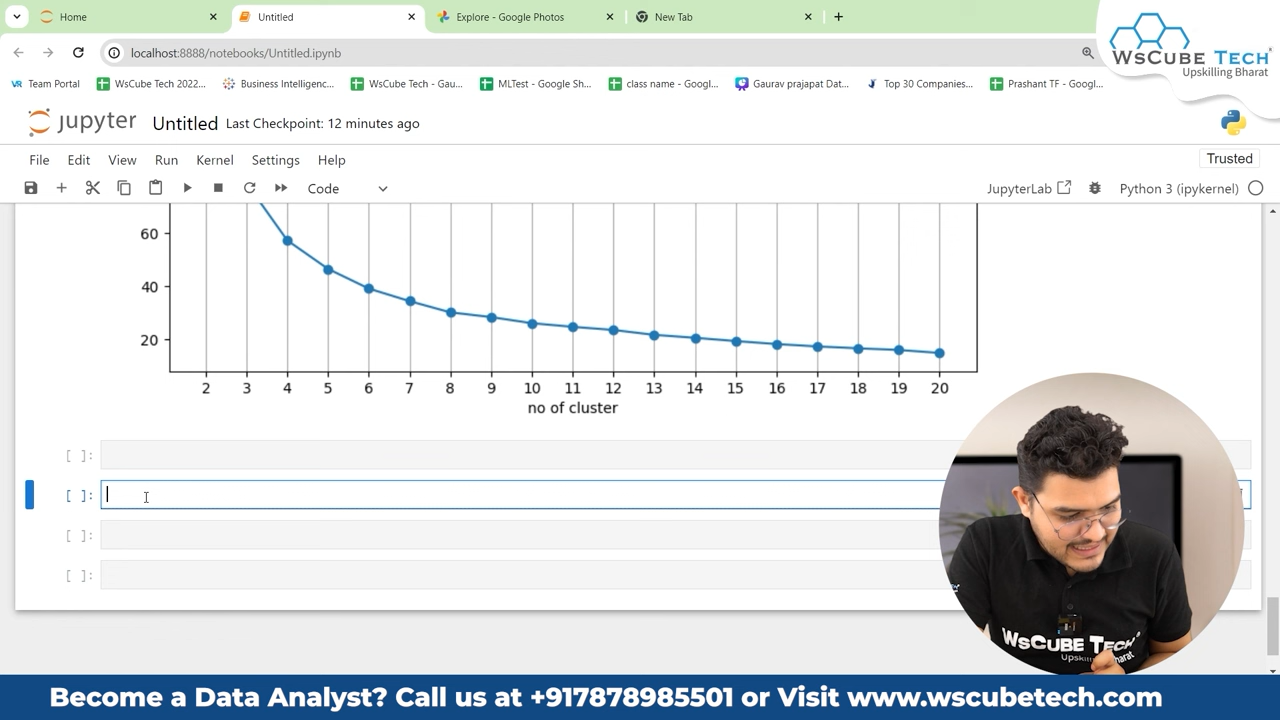 Home
Untitled
Explore - Google Photos
New Tab
localhost:8888/notebooks/Untitled.ipynb
WsCube Tech®
Upskilling Bharat
VR Team Portal
WsCube Tech 2022...
Business Intelligenc...
WsCube Tech - Gau...
MLTest - Google Sh...
class name - Googl...
Gaurav prajapat Dat...
Top 30 Companies...
Prashant TF - Googl...
jupyter Untitled Last Checkpoint: 12 minutes ago
File Edit View Run Kernel Settings Help
Trusted
Code
JupyterLab
Python 3 (ipykernel)
60
40
20
2 3 4 5 6 7 8 9 10 11 12 13 14 15 16 17 18 19 20
no of cluster
[ ]:
[ ]:
[ ]:
[ ]:
WsCube Tech
Become a Data Analyst? Call us at +917878985501 or Visit www.wscubetech.com